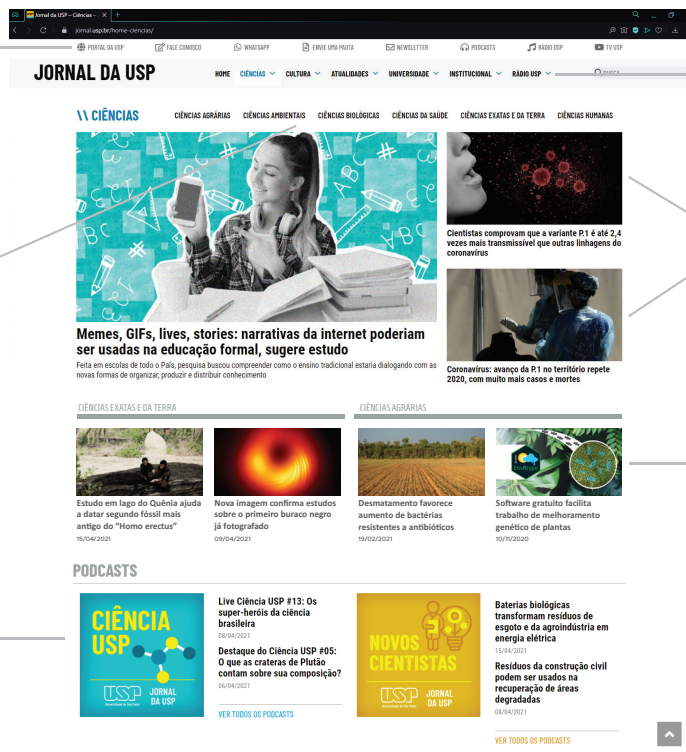 Jornal da USP – Ciências –
jornal.usp.br/home-ciencias/
PORTAL DA USP
FALE CONOSCO
WHATSAPP
ENVIE UMA PAUTA
NEWSLETTER
PODCASTS
RÁDIO USP
TV USP
JORNAL DA USP
HOME
CIÊNCIAS
CULTURA
ATUALIDADES
UNIVERSIDADE
INSTITUCIONAL
RÁDIO USP
BUSCA
\\ CIÊNCIAS
CIÊNCIAS AGRÁRIAS
CIÊNCIAS AMBIENTAIS
CIÊNCIAS BIOLÓGICAS
CIÊNCIAS DA SAÚDE
CIÊNCIAS EXATAS E DA TERRA
CIÊNCIAS HUMANAS
Memes, GIFs, lives, stories: narrativas da internet poderiam
ser usadas na educação formal, sugere estudo
Feita em escolas de todo o País, pesquisa buscou compreender como o ensino tradicional estaria dialogando com as
novas formas de organizar, produzir e distribuir conhecimento
Cientistas comprovam que a variante P.1 é até 2,4
vezes mais transmissível que outras linhagens do
coronavírus
Coronavírus: avanço da P.1 no território repete
2020, com muito mais casos e mortes
CIÊNCIAS EXATAS E DA TERRA
Estudo em lago do Quênia ajuda
a datar segundo fóssil mais
antigo do “Homo erectus”
15/04/2021
Nova imagem confirma estudos
sobre o primeiro buraco negro
já fotografado
09/04/2021
CIÊNCIAS AGRÁRIAS
Desmatamento favorece
aumento de bactérias
resistentes a antibióticos
19/02/2021
EnvRtype
Software gratuito facilita
trabalho de melhoramento
genético de plantas
10/11/2020
PODCASTS
CIÊNCIA
USP
USP
Universidade de São Paulo
JORNAL
DA USP
Live Ciência USP #13: Os
super-heróis da ciência
brasileira
08/04/2021
Destaque do Ciência USP #05:
O que as crateras de Plutão
contam sobre sua composição?
06/04/2021
VER TODOS OS PODCASTS
NOVOS
CIENTISTAS
USP
Universidade de São Paulo
JORNAL
DA USP
Baterias biológicas
transformam resíduos de
esgoto e da agroindústria em
energia elétrica
15/04/2021
Resíduos da construção civil
podem ser usados na
recuperação de áreas
degradadas
08/04/2021
VER TODOS OS PODCASTS